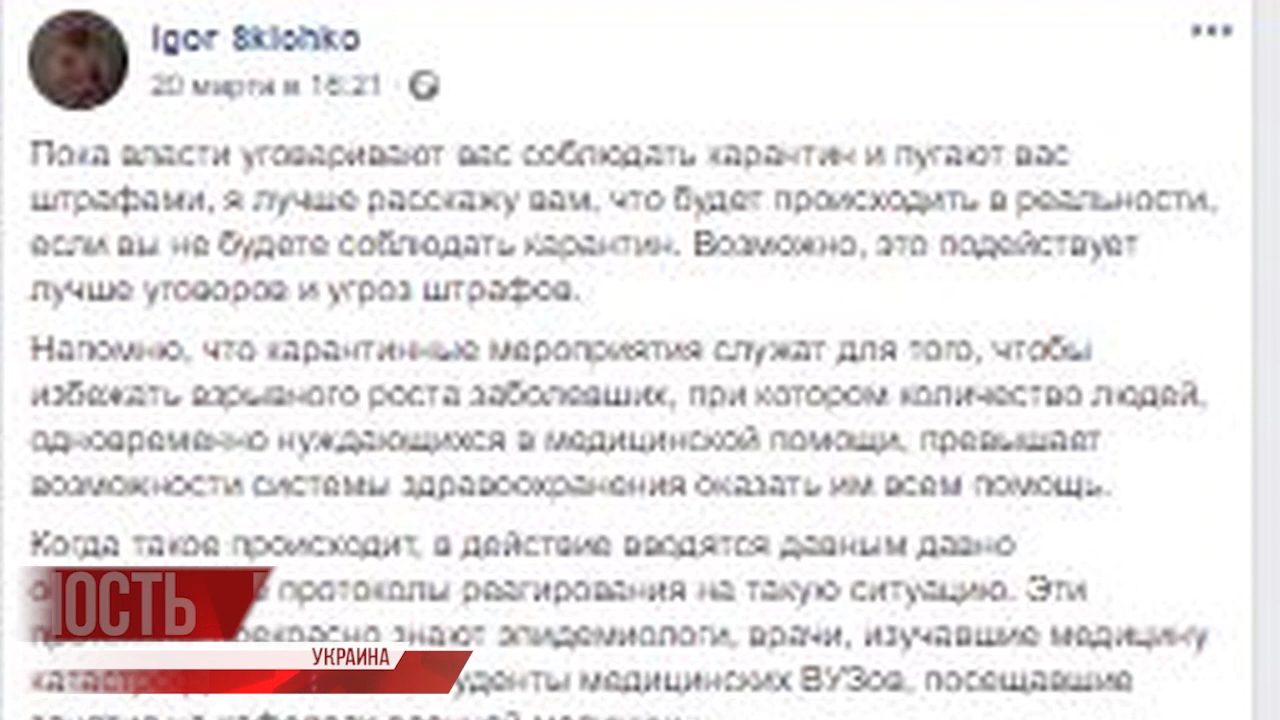 Igor Sklohko
20 марта в 16:21
Пока власти уговаривают вас соблюдать карантин и пугают вас
штрафами, я лучше расскажу вам, что будет происходить в реальности,
если вы не будете соблюдать карантин. Возможно, это подействует
лучше уговоров и угроз штрафов.
Напомню, что карантинные мероприятия служат для того, чтобы
избежать взрывного роста заболевших, при котором количество людей,
одновременно нуждающихся в медицинской помощи, превышает
возможности системы здравоохранения оказать им всем помощь.
Когда такое происходит, в действие вводятся давным давно
протоколы реагирования на такую ситуацию. Эти
прекрасно знают эпидемиологи, врачи, изучавшие медицину
студенты медицинских ВУЗов, посещавшие
НОСТЬ
УКРАИНА